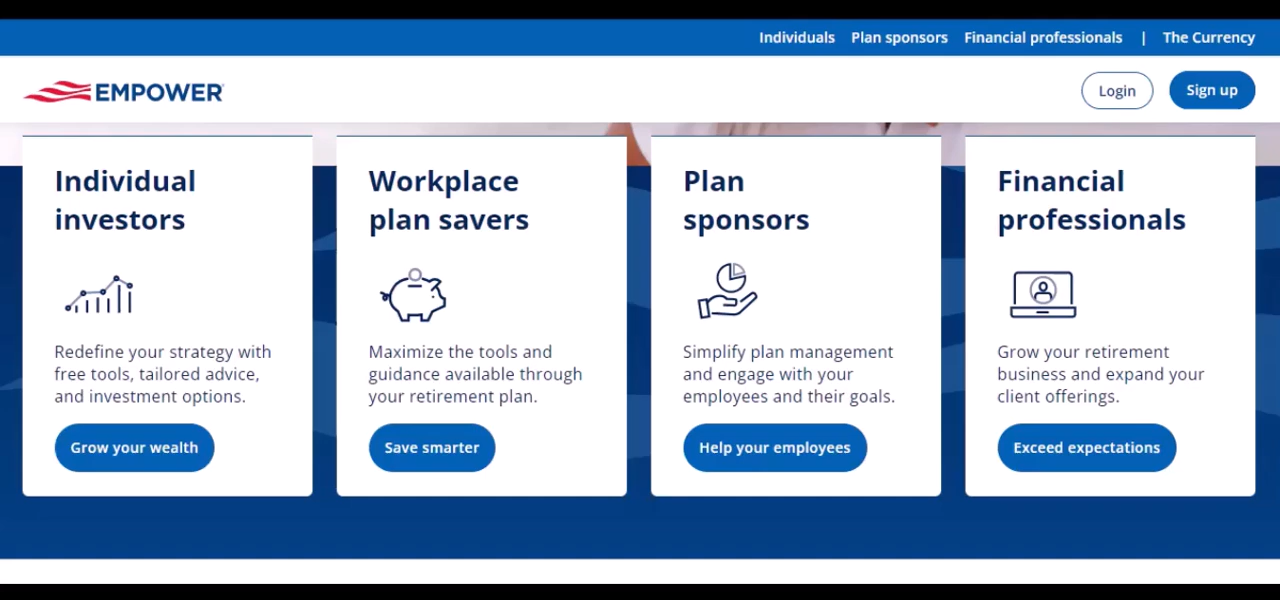 Individuals Plan sponsors Financial professionals | The Currency
EMPOWER
Login
Sign up
Individual
investors
Redefine your strategy with
free tools, tailored advice,
and investment options.
Grow your wealth
Workplace
plan savers
Maximize the tools and
guidance available through
your retirement plan.
Save smarter
Plan
sponsors
Simplify plan management
and engage with your
employees and their goals.
Help your employees
Financial
professionals
Grow your retirement
business and expand your
client offerings.
Exceed expectations